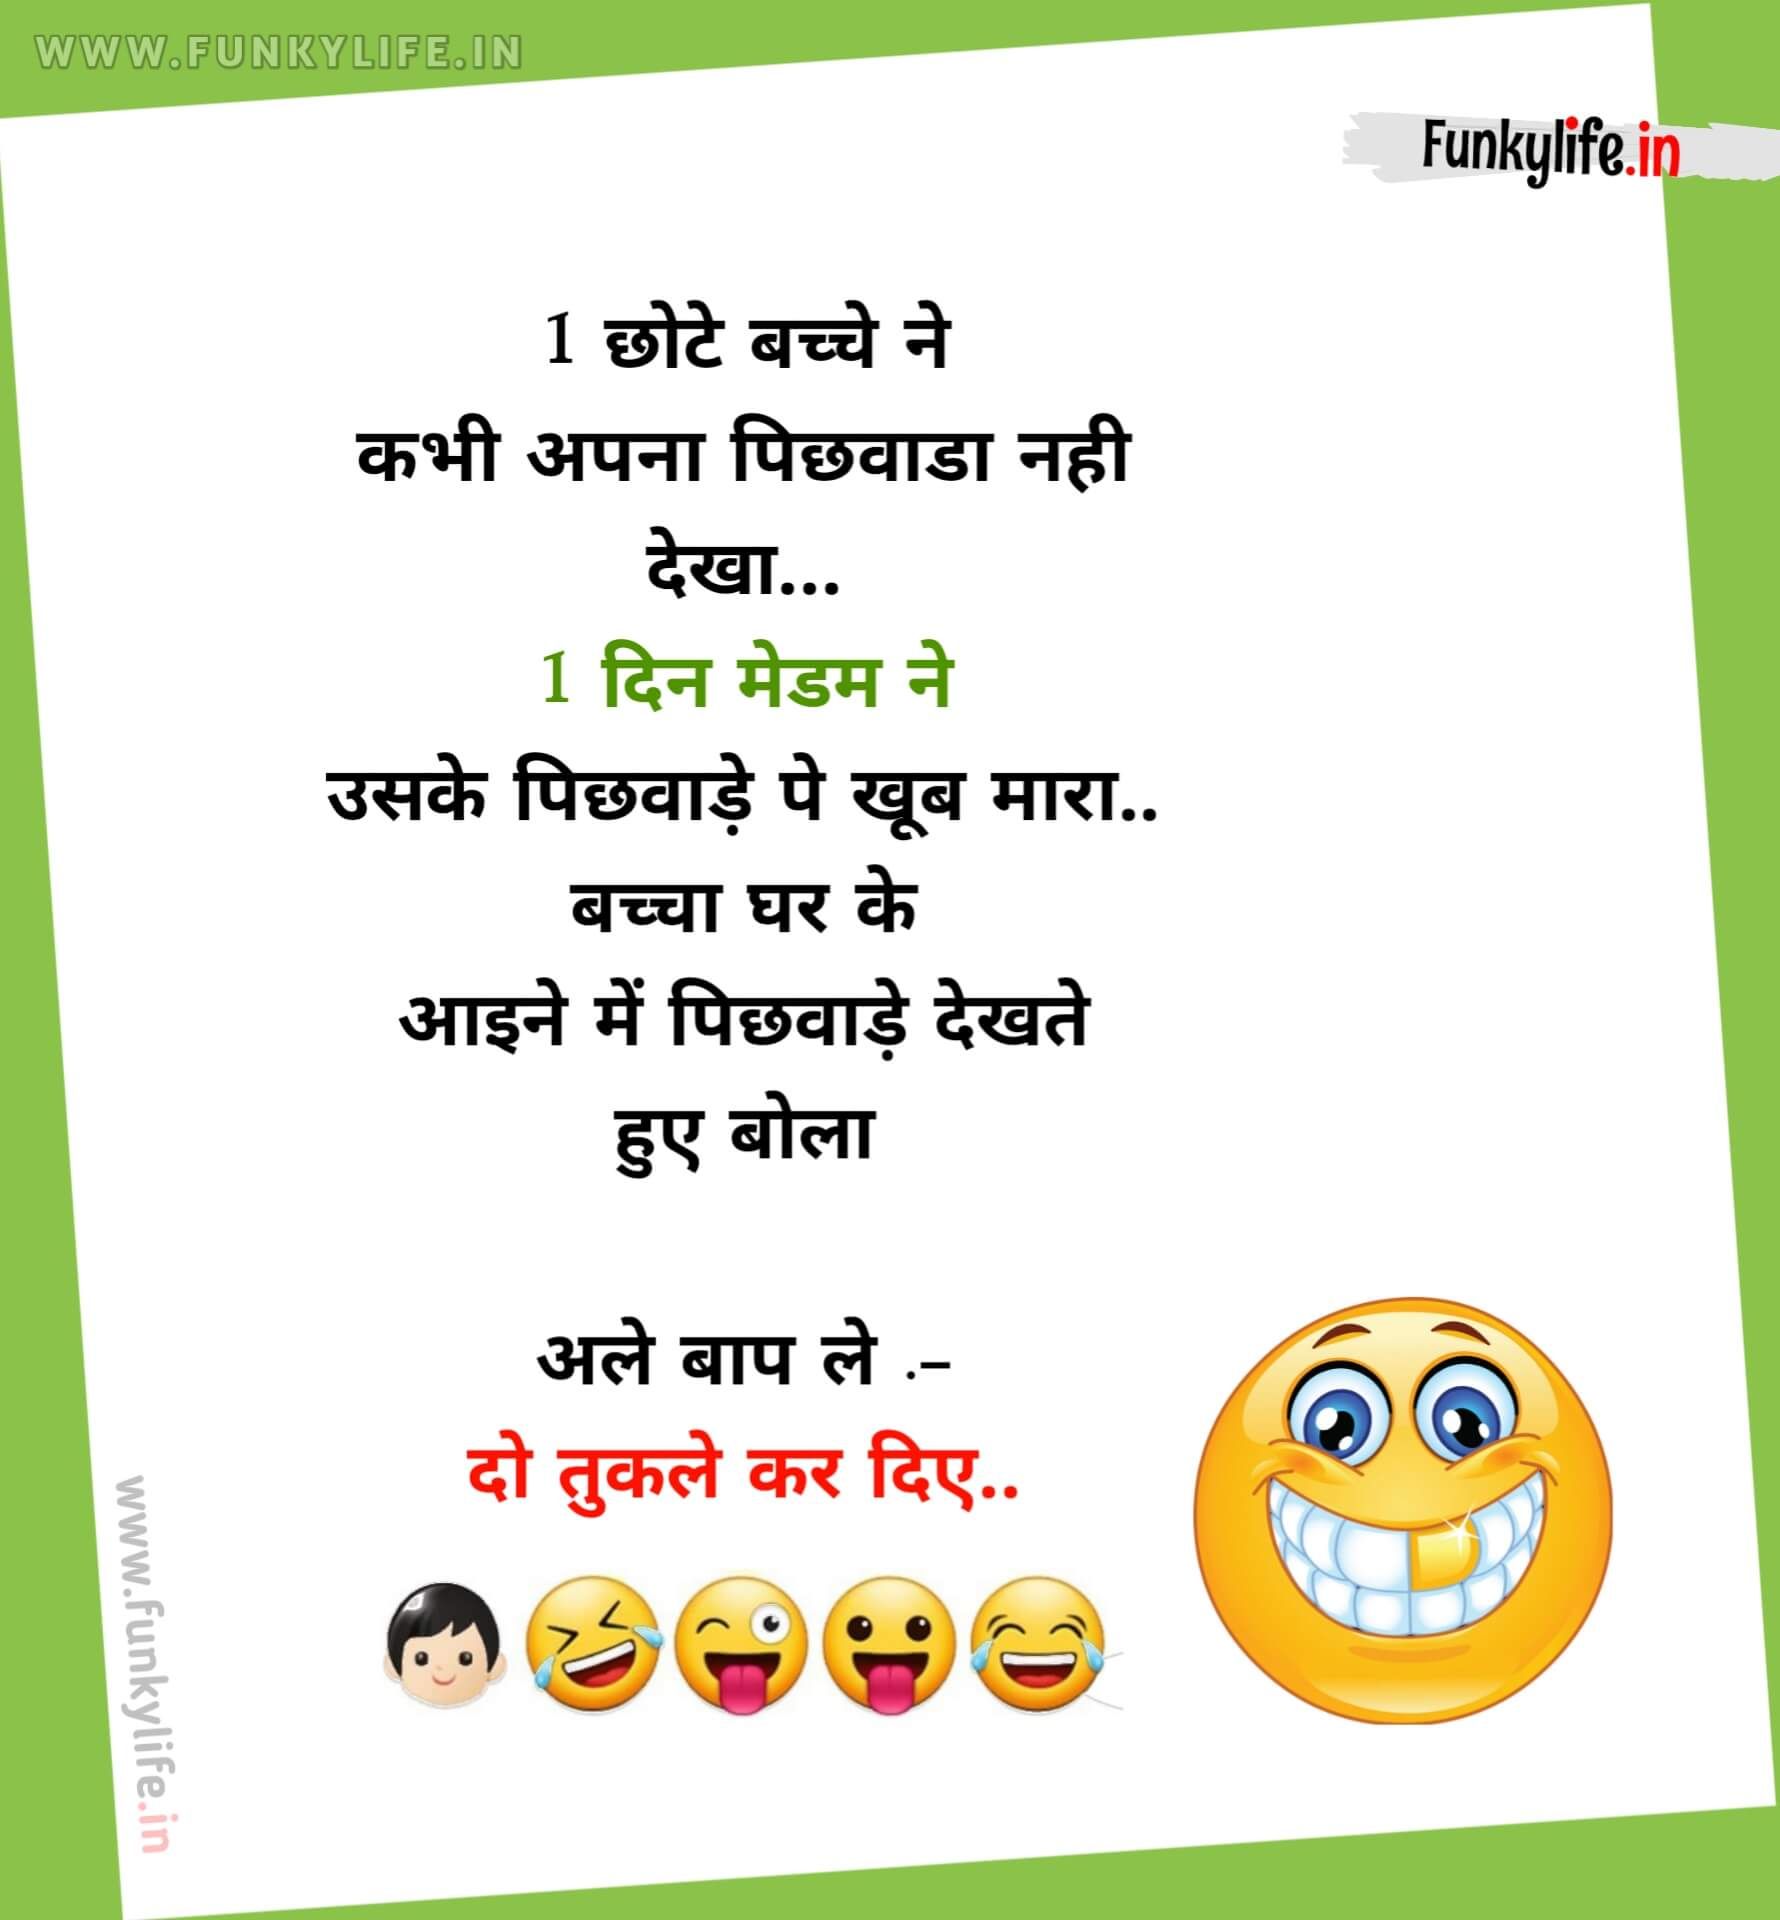 WWW.FUNKYLIFE.IN
Funkylife.in
1 छोटे बच्चे ने
कभी अपना पिछवाडा नही
देखा...
1 दिन मेडम ने
उसके पिछवाड़े पे खूब मारा..
बच्चा घर के
आइने में पिछवाड़े देखते
हुए बोला
अले बाप ले .–
दो तुकले कर दिए..
www.funkylife.in